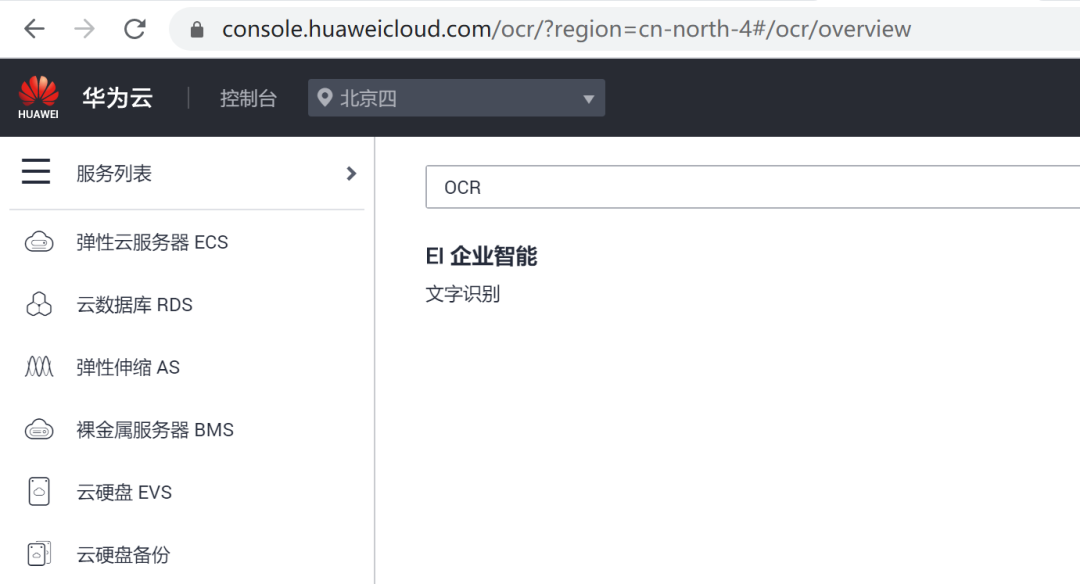 console.huaweicloud.com/ocr/?region=cn-north-4#/ocr/overview
HUAWEI
华为云
控制台
北京四
服务列表
OCR
弹性云服务器 ECS
EI 企业智能
文字识别
云数据库 RDS
弹性伸缩 AS
裸金属服务器 BMS
云硬盘 EVS
云硬盘备份